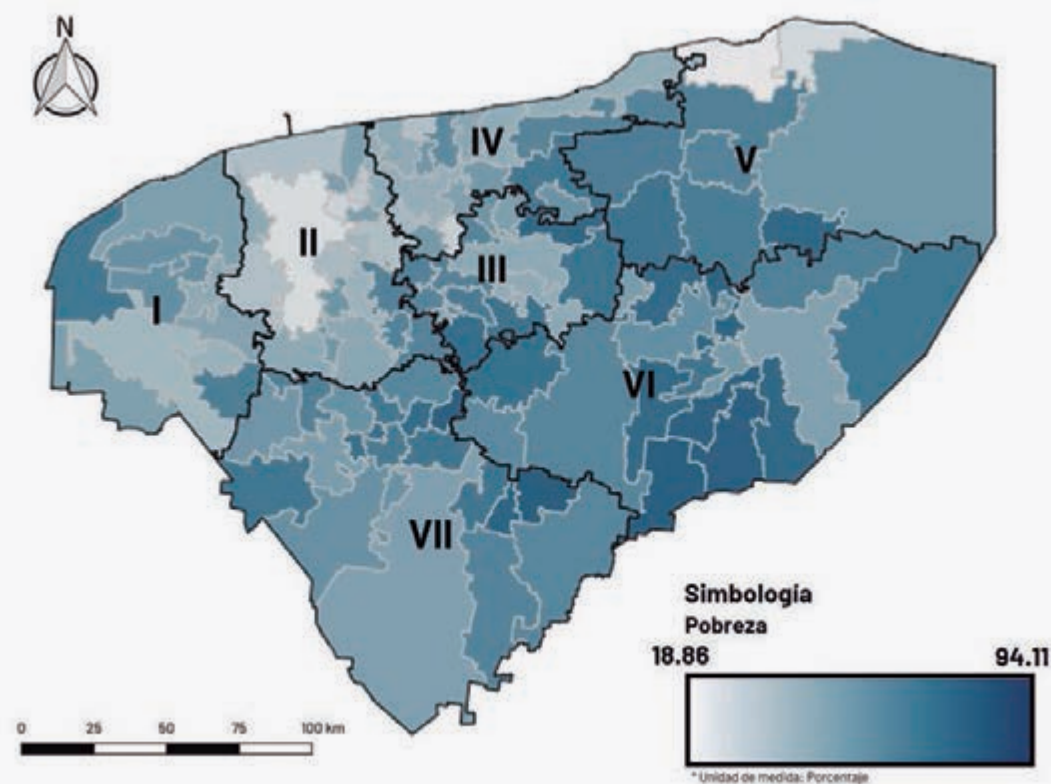 N
IV
V
II
III
I
VI
VII
Simbología
Pobreza
18.86 94.11
0 25 50 75 100 km
* Unidad de medida: Porcentaje